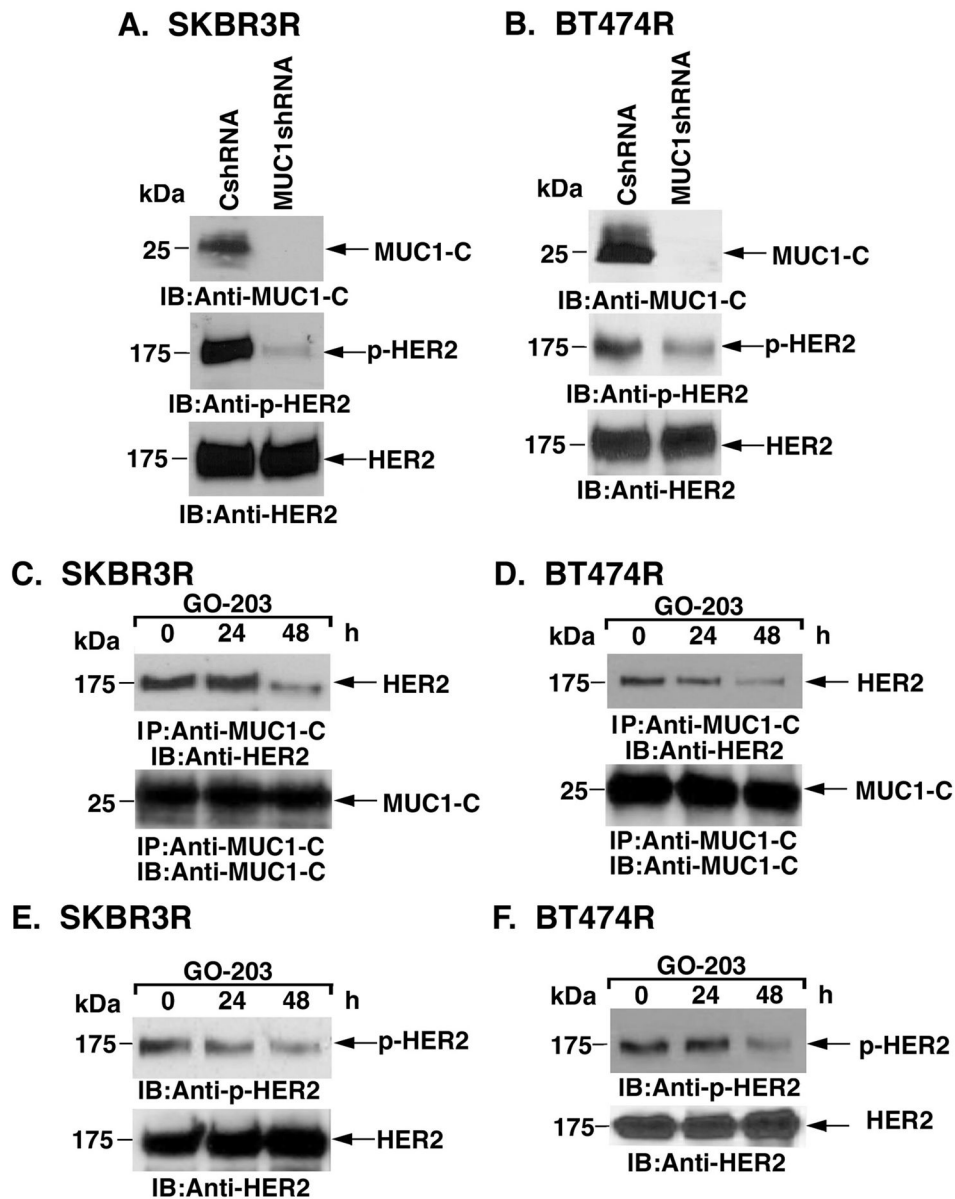 A. SKBR3R
CshRNA
MUC1shRNA
kDa
25
MUC1-C
IB:Anti-MUC1-C
175
p-HER2
IB:Anti-p-HER2
175
HER2
IB:Anti-HER2
B. BT474R
CshRNA
MUC1shRNA
kDa
25
MUC1-C
IB:Anti-MUC1-C
175
p-HER2
IB:Anti-p-HER2
175
HER2
IB:Anti-HER2
C. SKBR3R
GO-203
kDa 0 24 48 h
175
HER2
IP:Anti-MUC1-C
IB:Anti-HER2
25
MUC1-C
IP:Anti-MUC1-C
IB:Anti-MUC1-C
D. BT474R
GO-203
kDa 0 24 48 h
175
HER2
IP:Anti-MUC1-C
IB:Anti-HER2
25
MUC1-C
IP:Anti-MUC1-C
IB:Anti-MUC1-C
E. SKBR3R
GO-203
kDa 0 24 48 h
175
p-HER2
IB:Anti-p-HER2
175
HER2
IB:Anti-HER2
F. BT474R
GO-203
kDa 0 24 48 h
175
p-HER2
IB:Anti-p-HER2
175
HER2
IB:Anti-HER2